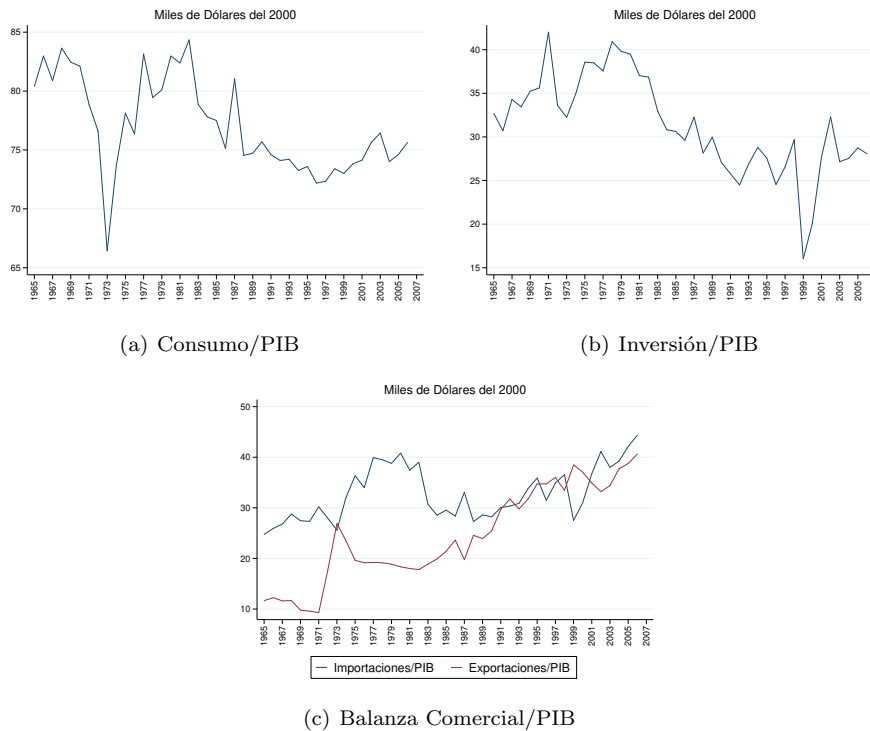 Miles de Dólares del 2000
85
80
75
70
65
1965 1967 1969 1971 1973 1975 1977 1979 1981 1983 1985 1987 1989 1991 1993 1995 1997 1999 2001 2003 2005 2007
(a) Consumo/PIB
Miles de Dólares del 2000
40
35
30
25
20
15
1965 1967 1969 1971 1973 1975 1977 1979 1981 1983 1985 1987 1989 1991 1993 1995 1997 1999 2001 2003 2005
(b) Inversión/PIB
Miles de Dólares del 2000
50
40
30
20
10
1965 1967 1969 1971 1973 1975 1977 1979 1981 1983 1985 1987 1989 1991 1993 1995 1997 1999 2001 2003 2005 2007
Importaciones/PIB Exportaciones/PIB
(c) Balanza Comercial/PIB